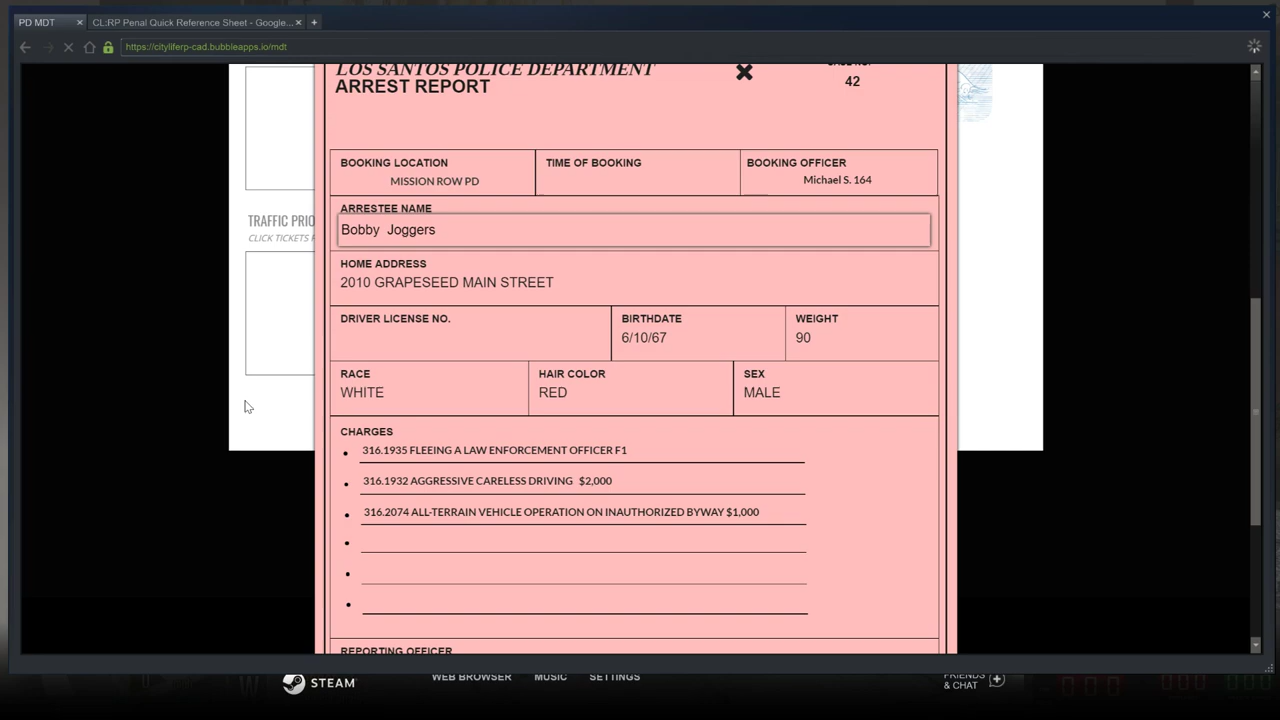 PD MDT
CL:RP Penal Quick Reference Sheet - Google...
https://cityliferp-cad.bubbleapps.io/mdt
LOS SANTOS POLICE DEPARTMENT
ARREST REPORT
CASE NO.
42
BOOKING LOCATION
MISSION ROW PD
TIME OF BOOKING
BOOKING OFFICER
Michael S. 164
ARRESTEE NAME
Bobby Joggers
HOME ADDRESS
2010 GRAPESEED MAIN STREET
DRIVER LICENSE NO.
BIRTHDATE
6/10/67
WEIGHT
90
RACE
WHITE
HAIR COLOR
RED
SEX
MALE
CHARGES
316.1935 FLEEING A LAW ENFORCEMENT OFFICER F1
316.1932 AGGRESSIVE CARELESS DRIVING $2,000
316.2074 ALL-TERRAIN VEHICLE OPERATION ON INAUTHORIZED BYWAY $1,000
REPORTING OFFICER
TRAFFIC PRIO
CLICK TICKETS
STEAM
WEB BROWSER
MUSIC
SETTINGS
FRIENDS
& CHAT